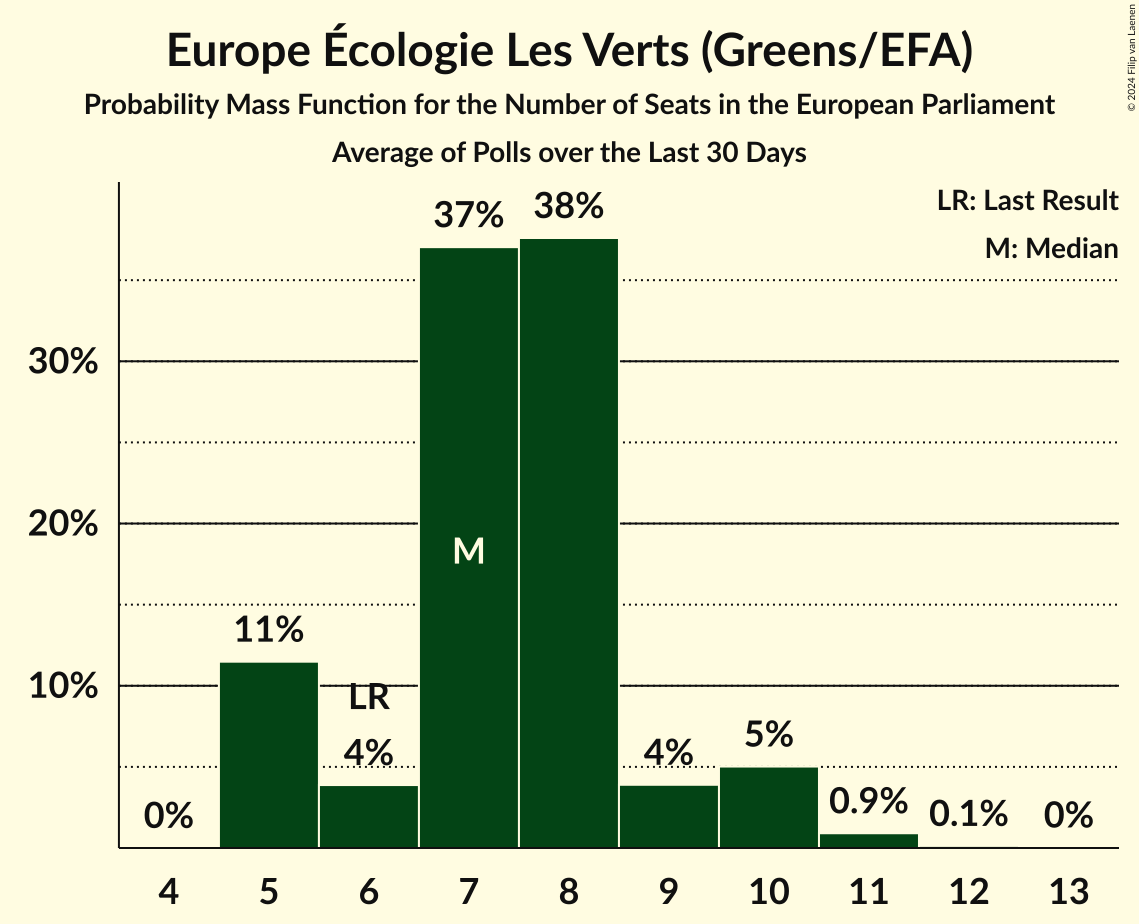 Europe Écologie Les Verts (Greens/EFA)
Probability Mass Function for the Number of Seats in the European Parliament
Average of Polls over the Last 30 Days
© 2024 Filip van Laenen
LR: Last Result
M: Median
37%
38%
30%
20%
M
11%
10%
LR
4%
4%
5%
0%
0.9%
0.1%
0%
4 5 6 7 8 9 10 11 12 13